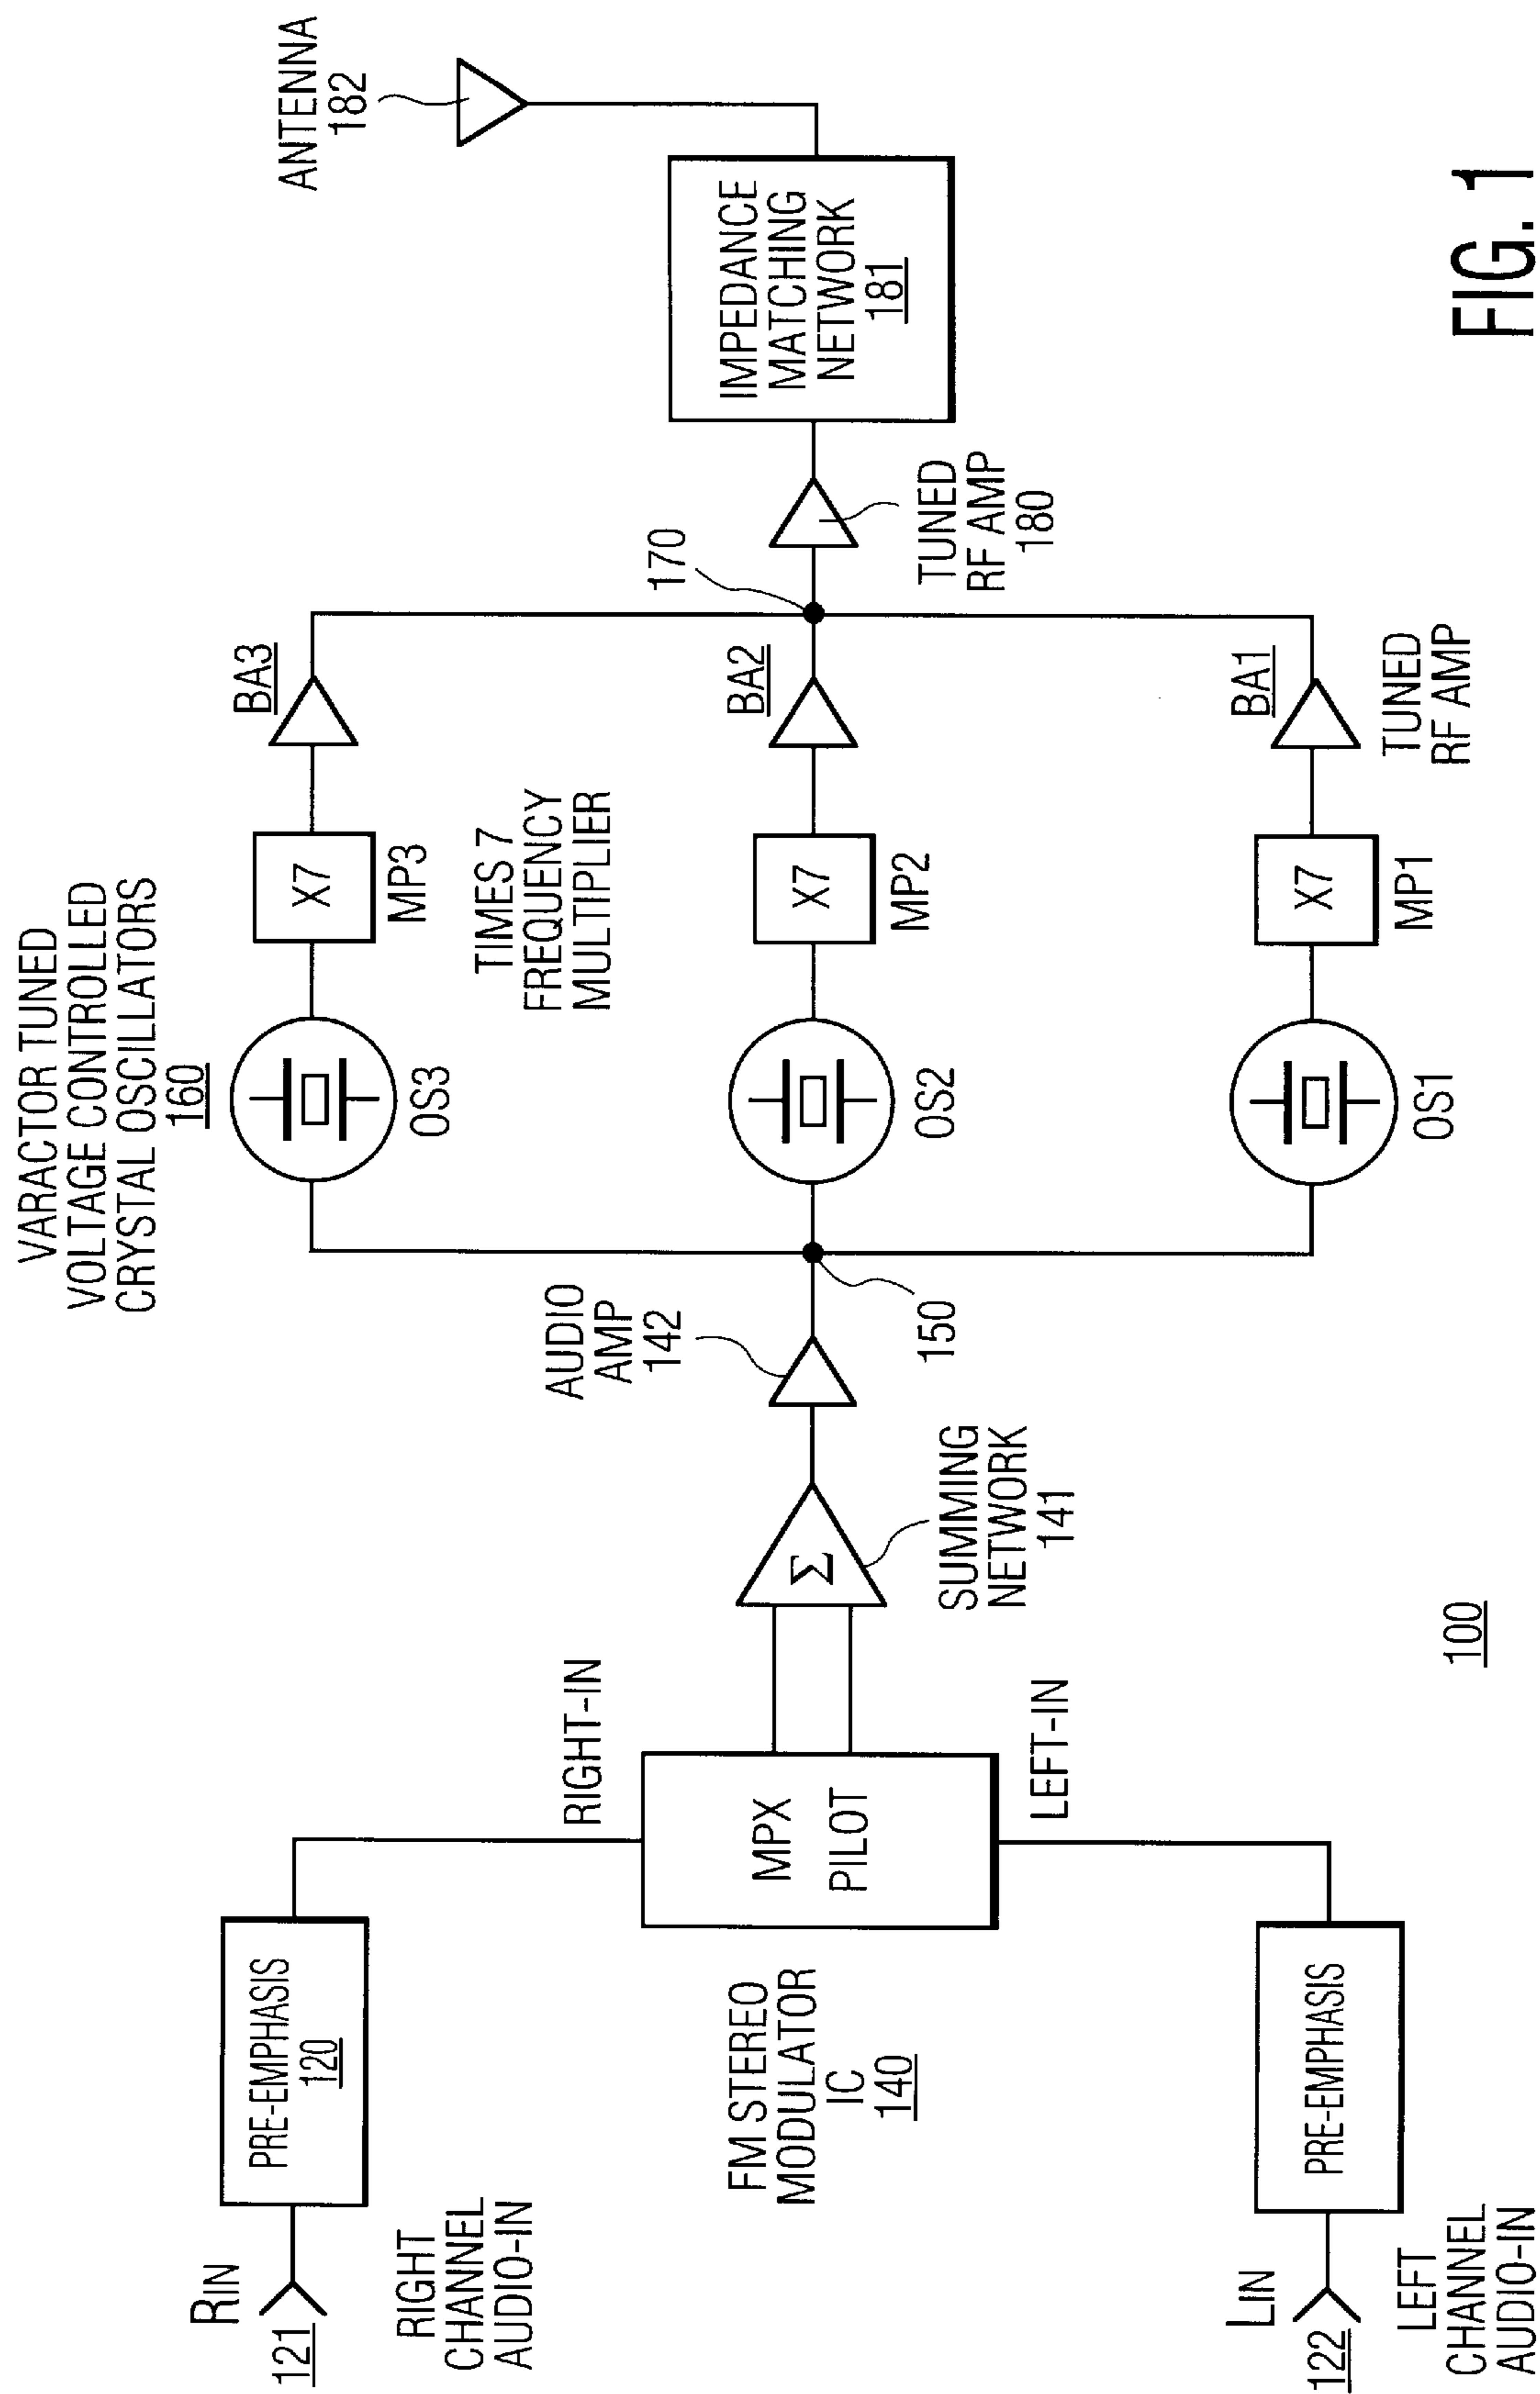 VARACTOR TUNED
VOLTAGE CONTROLLED
CRYSTAL OSCILLATORS
160
RIN
121
RIGHT
CHANNEL
AUDIO-IN
PRE-EMPHASIS
120
RIGHT-IN
FM STEREO
MODULATOR
IC
140
MPX
PILOT
LEFT-IN
LIN
122
LEFT
CHANNEL
AUDIO-IN
PRE-EMPHASIS
Σ
SUMMING
NETWORK
141
AUDIO
AMP
142
150
OS3
X7
MP3
BA3
TIMES 7
FREQUENCY
MULTIPLIER
OS2
X7
MP2
BA2
OS1
X7
MP1
BA1
TUNED
RF AMP
170
TUNED
RF AMP
180
IMPEDANCE
MATCHING
NETWORK
181
ANTENNA
182
100
FIG. 1